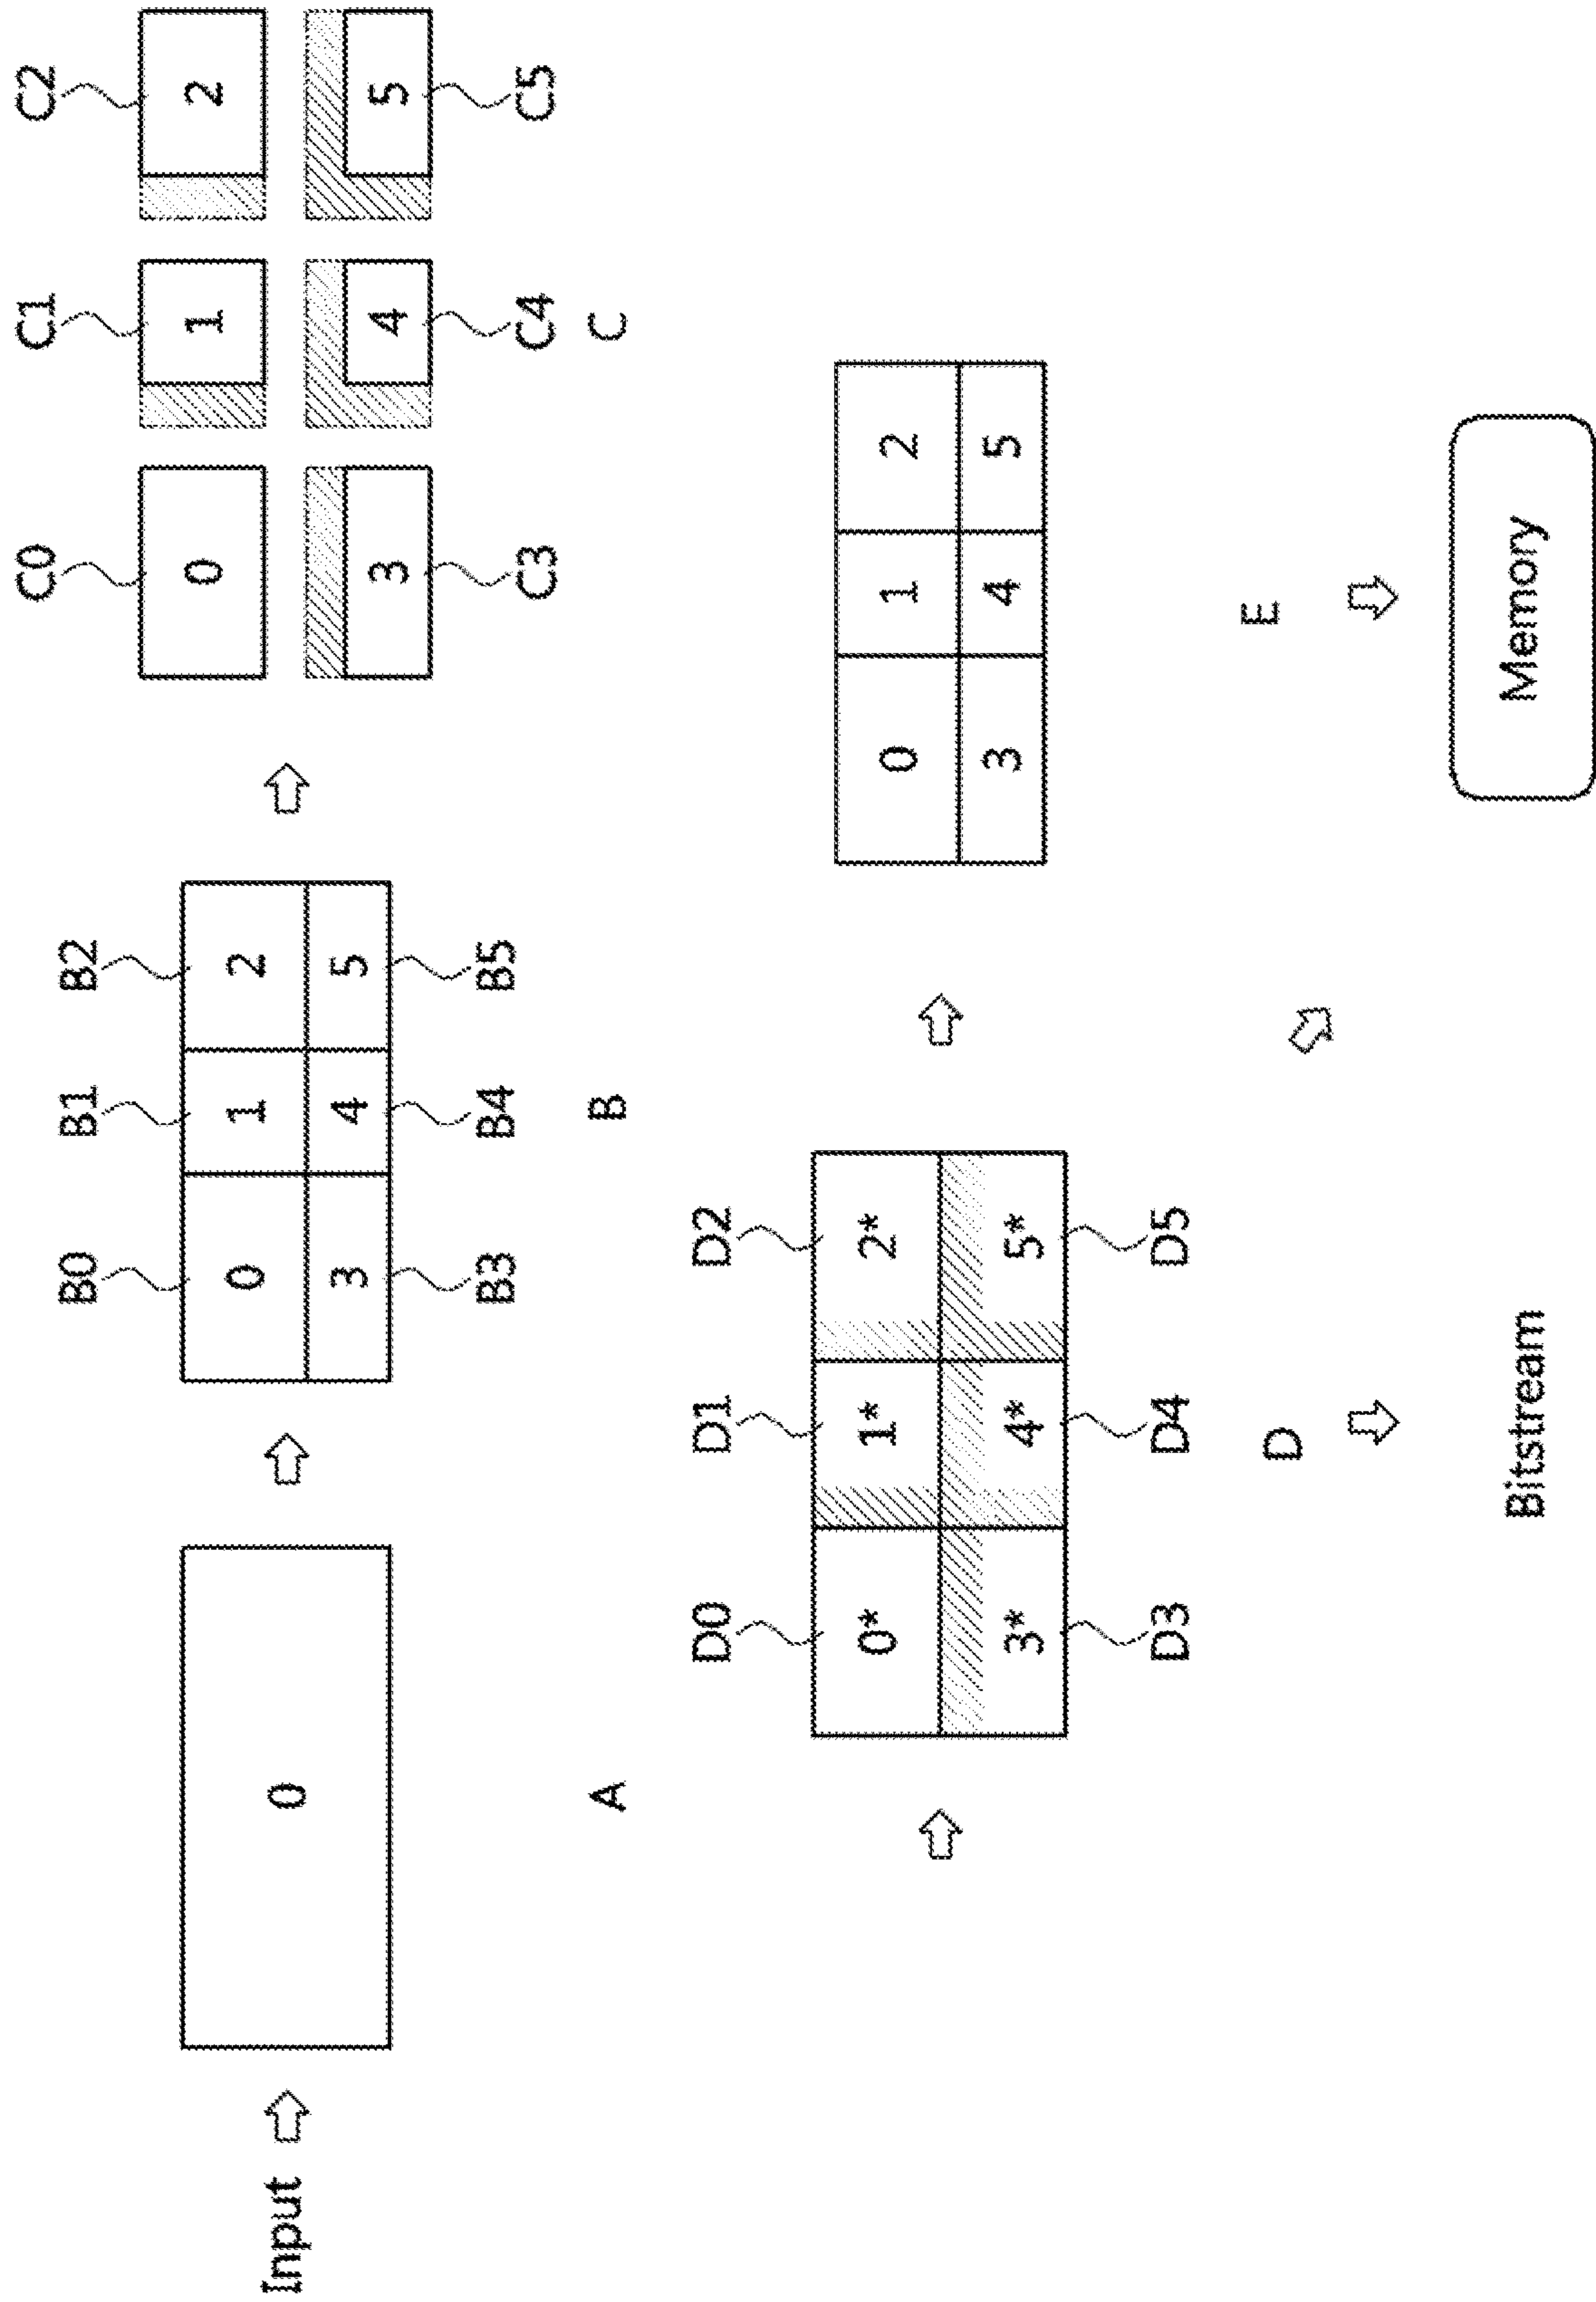 C0 C1 C2
B0 B1 B2
0 1 2
0 1 2
Input 0
3 4 5
3 4 5
B3 B4 B5
C3 C4 C5
A B C
D0 D1 D2
0* 1* 2*
0 1 2
3* 4* 5*
3 4 5
D3 D4 D5
D E
Bitstream Memory